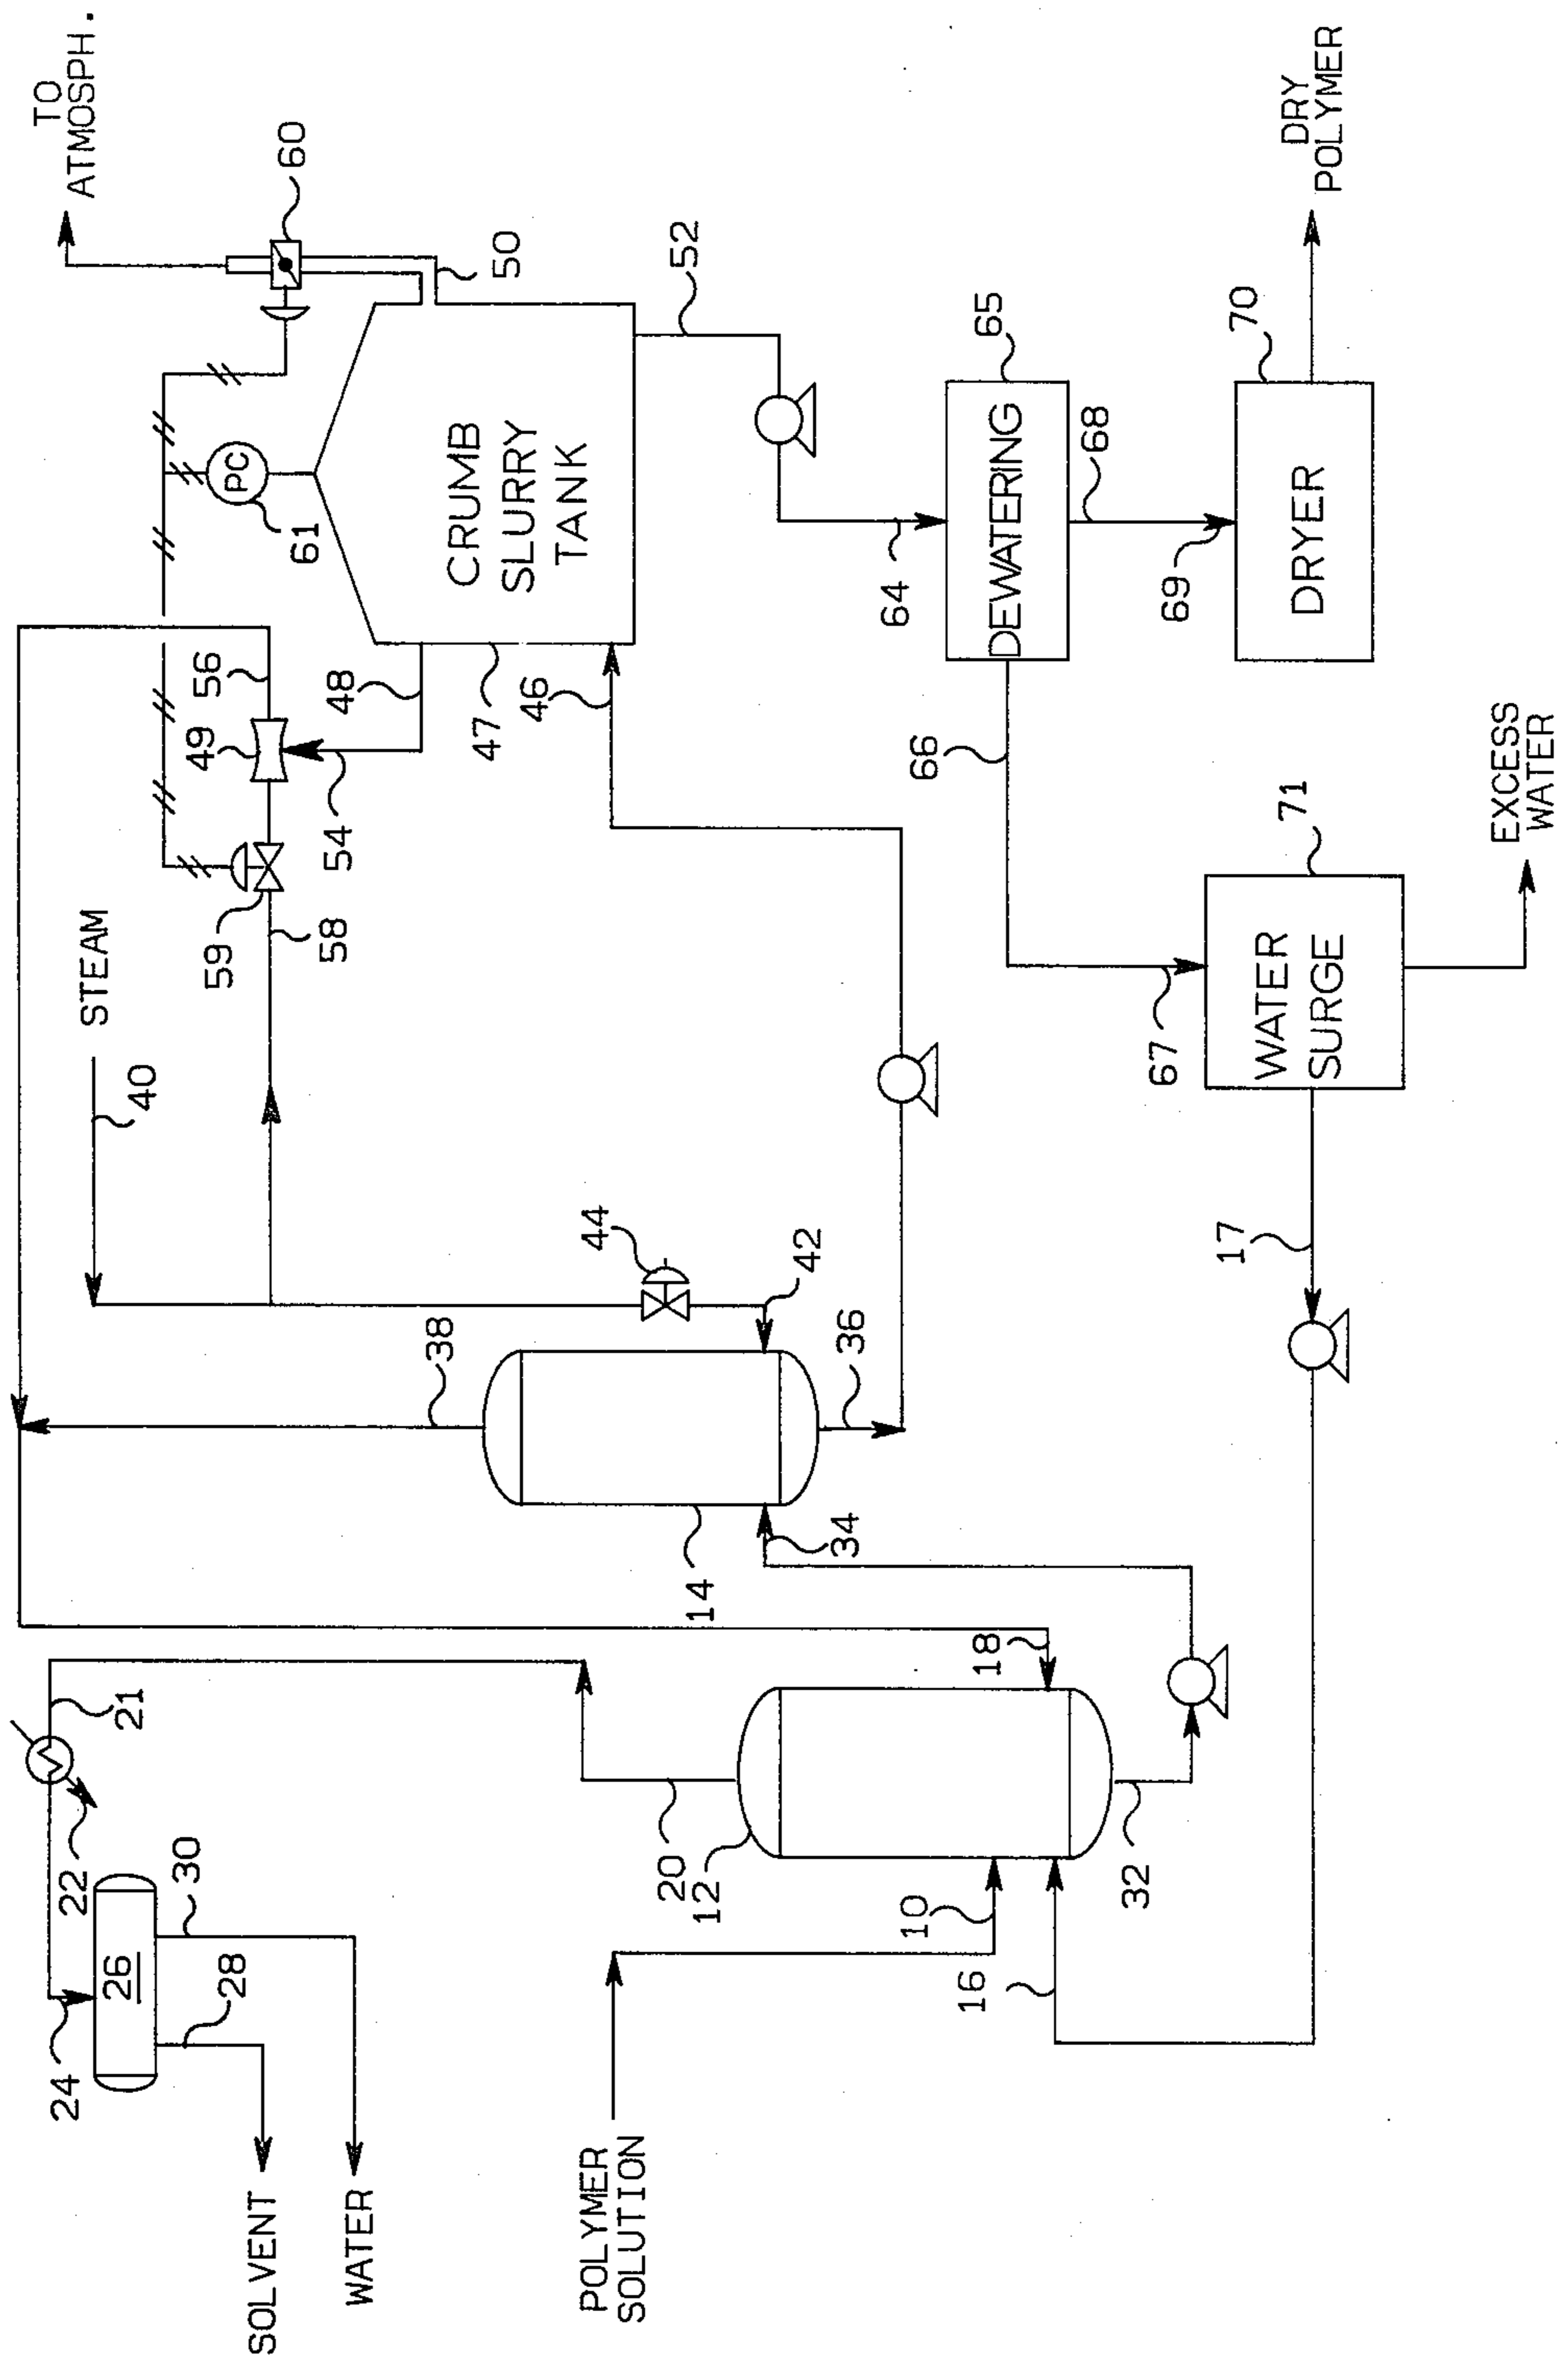 TO
ATMOSPH.
60
50
PC
61
CRUMB
SLURRY
TANK
52
56
49
48
47
46
54
59
58
STEAM
40
44
42
38
36
14
34
64
65
DEWATERING
68
69
70
DRYER
DRY
POLYMER
66
67
71
WATER
SURGE
EXCESS
WATER
17
18
21
22
24
26
30
28
SOLVENT
WATER
20
12
10
16
32
POLYMER
SOLUTION